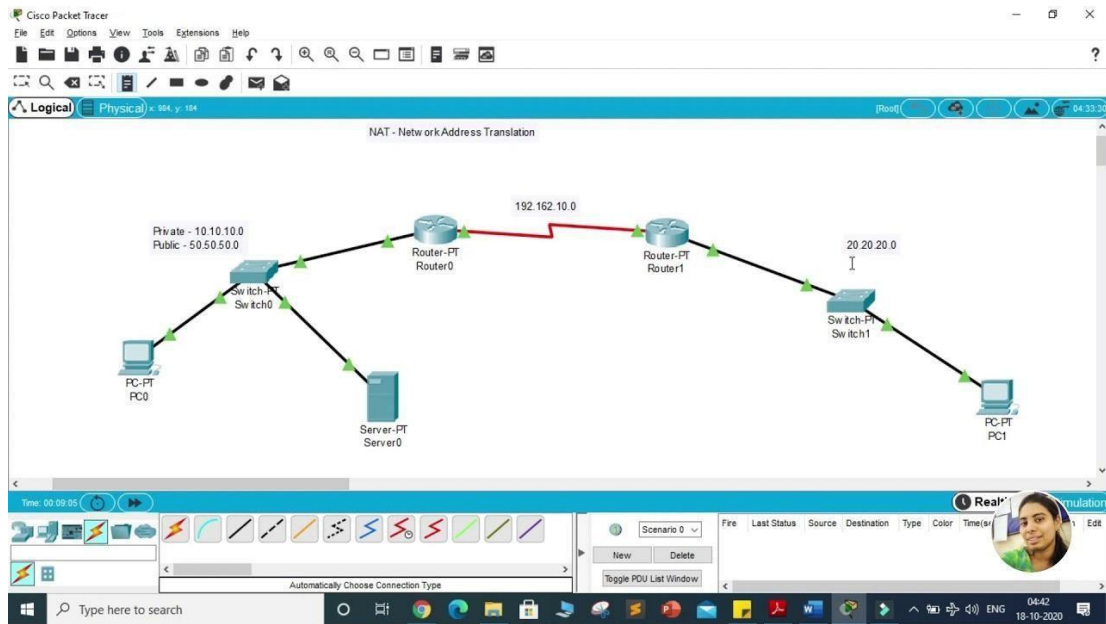 Cisco Packet Tracer
File Edit Options View Tools Extensions Help
?
Logical Physical x: 984, y: 184 [Root] 04:33:30
NAT - Network Address Translation
192.162.10.0
Private - 10.10.10.0
Public - 50.50.50.0
20.20.20.0
Router-PT
Router0
Router-PT
Router1
Switch-PT
Switch0
Switch-PT
Switch1
PC-PT
PC0
Server-PT
Server0
PC-PT
PC1
Time: 00:09:05
Scenario 0
Fire Last Status Source Destination Type Color Edit
New Delete
Toggle PDU List Window
Automatically Choose Connection Type
Type here to search
ENG
04:42
18-10-2020